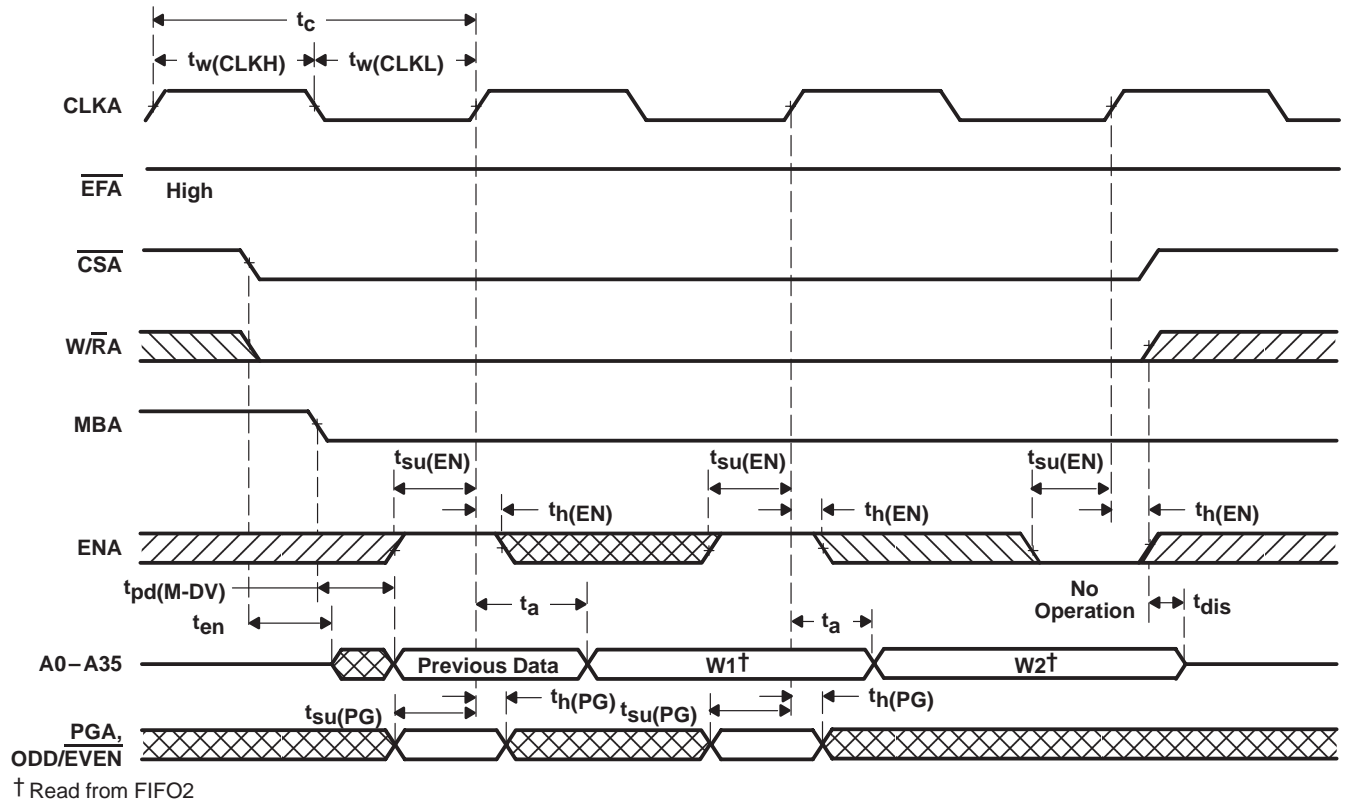 tc
tw(CLKH)
tw(CLKL)
CLKA
EFA
High
CSA
W/RA
MBA
tsu(EN)
tsu(EN)
tsu(EN)
th(EN)
th(EN)
th(EN)
ENA
tpd(M-DV)
ta
ta
No
Operation
tdis
ten
A0–A35
Previous Data
W1†
W2†
tsu(PG)
th(PG)
tsu(PG)
th(PG)
PGA,
ODD/EVEN
† Read from FIFO2